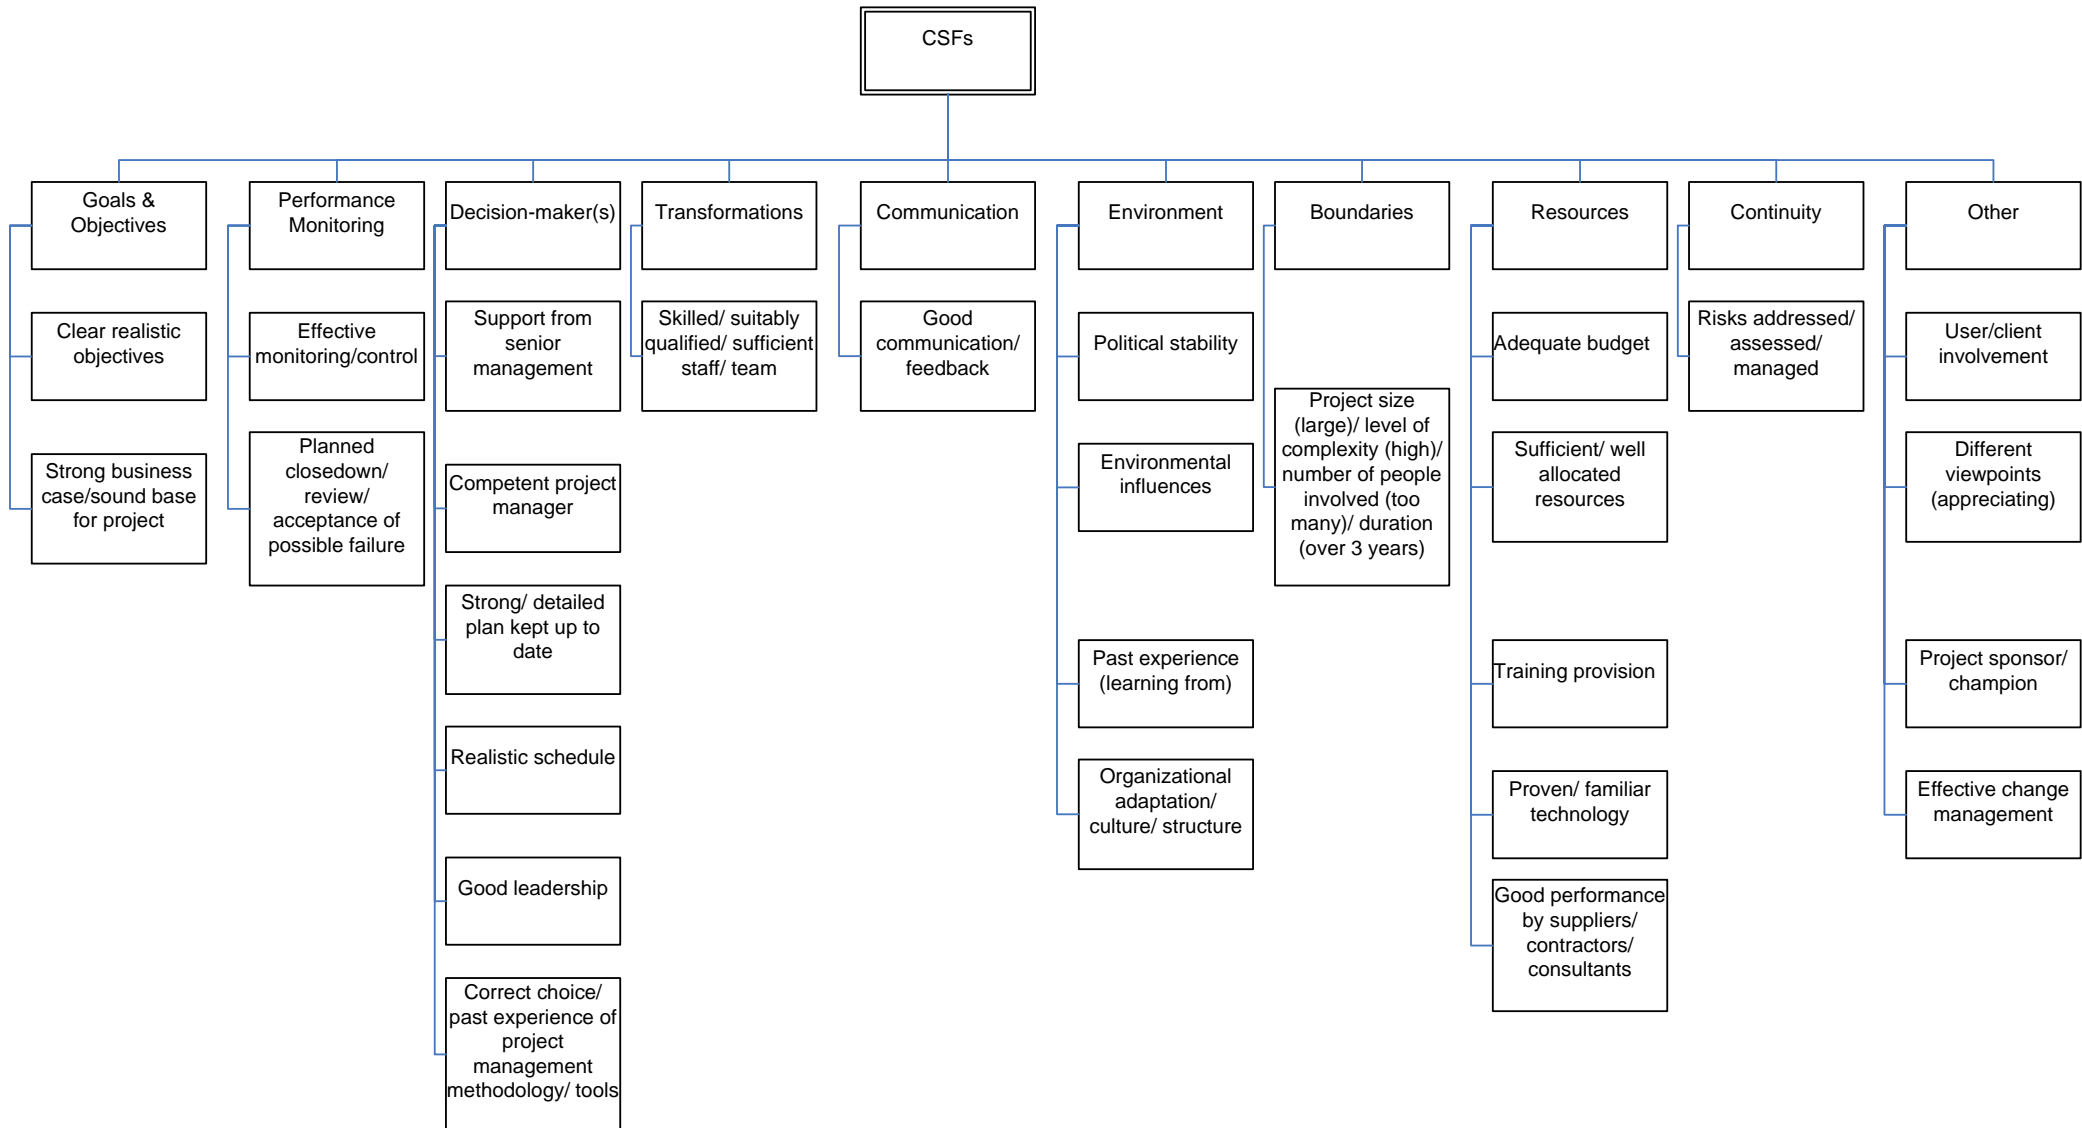 CSFs
Goals &
Objectives
Performance
Monitoring
Decision-maker(s)
Transformations
Communication
Environment
Boundaries
Resources
Continuity
Other
Clear realistic
objectives
Strong business
case/sound base
for project
Effective
monitoring/control
Planned
closedown/
review/
acceptance of
possible failure
Support from
senior
management
Competent project
manager
Strong/ detailed
plan kept up to
date
Realistic schedule
Good leadership
Correct choice/
past experience of
project
management
methodology/ tools
Skilled/ suitably
qualified/ sufficient
staff/ team
Good
communication/
feedback
Political stability
Environmental
influences
Past experience
(learning from)
Organizational
adaptation/
culture/ structure
Project size
(large)/ level of
complexity (high)/
number of people
involved (too
many)/ duration
(over 3 years)
Adequate budget
Sufficient/ well
allocated
resources
Training provision
Proven/ familiar
technology
Good performance
by suppliers/
contractors/
consultants
Risks addressed/
assessed/
managed
User/client
involvement
Different
viewpoints
(appreciating)
Project sponsor/
champion
Effective change
management